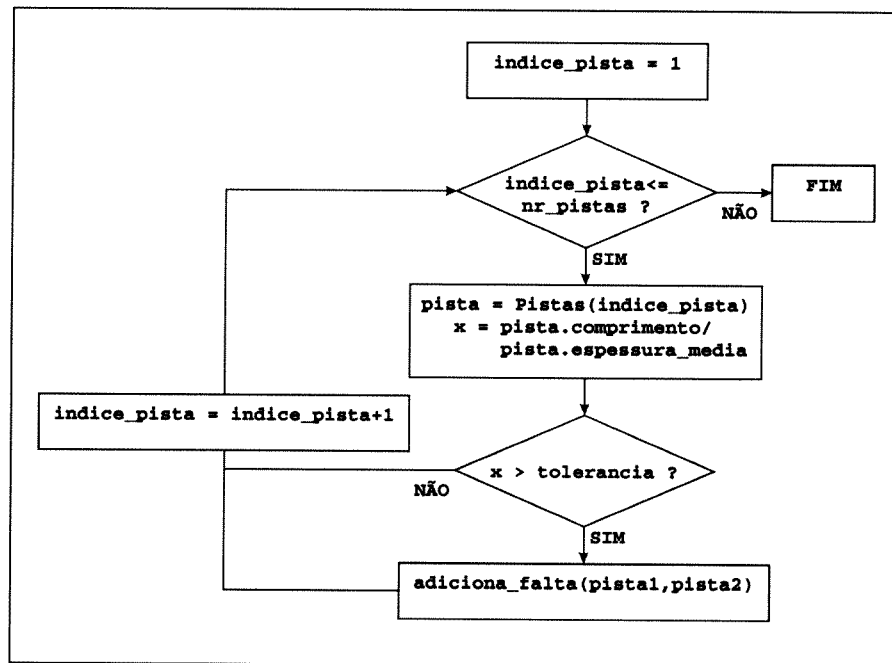 indice_pista = 1
indice_pista<=
nr_pistas ?
NÃO
FIM
SIM
pista = Pistas(indice_pista)
x = pista.comprimento/
pista.espessura_media
indice_pista = indice_pista+1
x > tolerancia ?
NÃO
SIM
adiciona_falta(pista1,pista2)